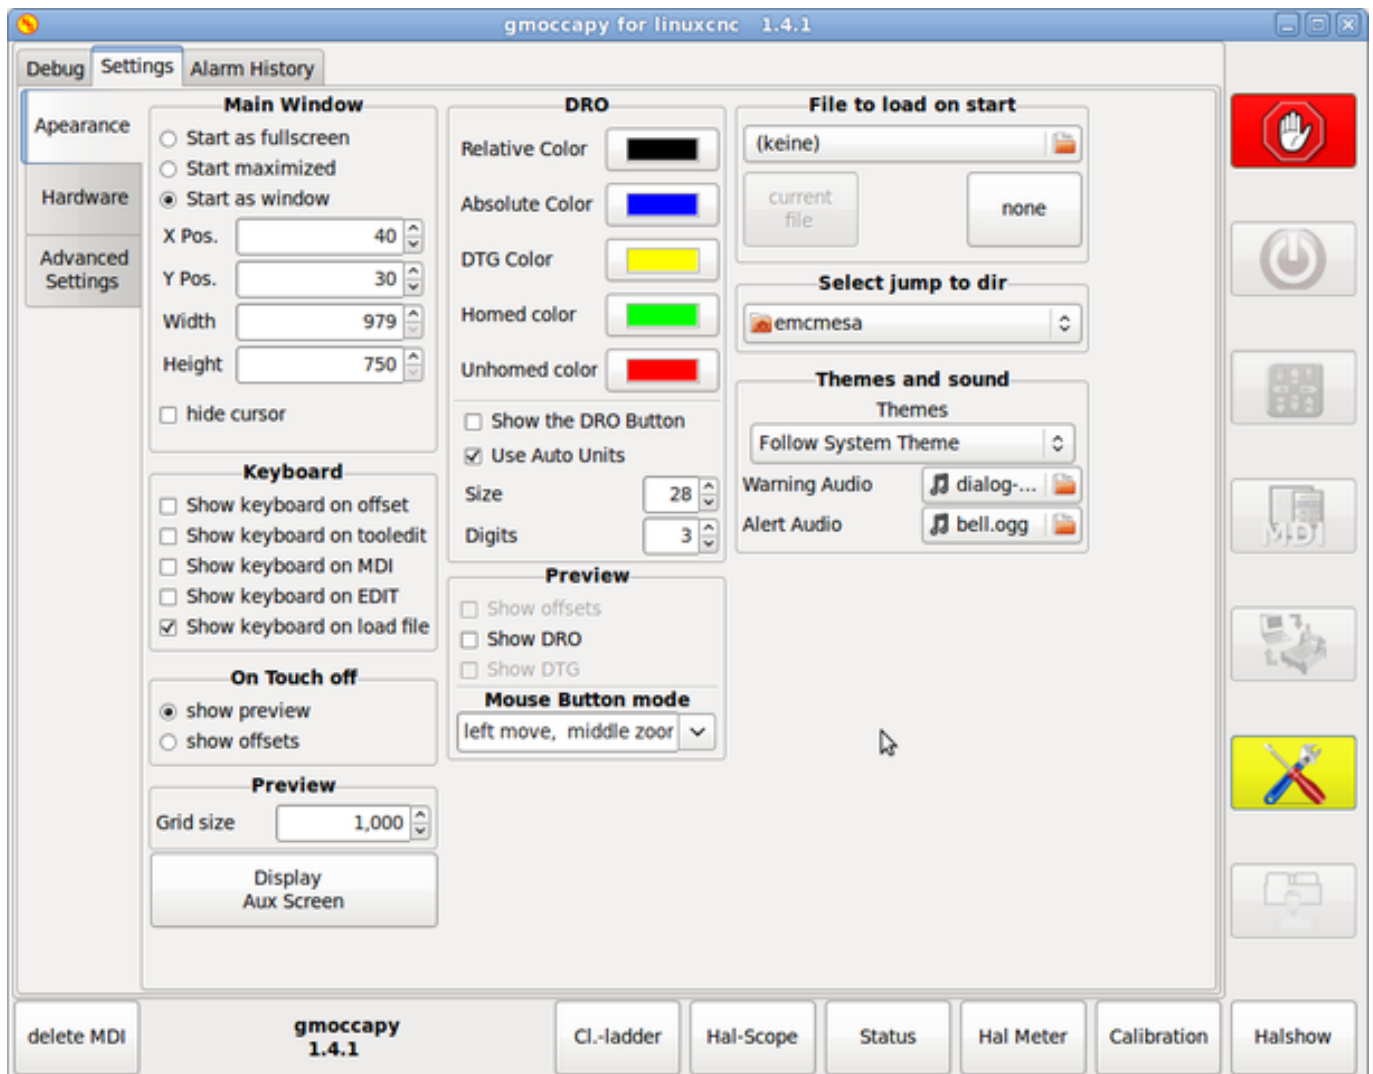 gmoccapy for linuxcnc 1.4.1
Debug
Settings
Alarm History
Apearance
Hardware
Advanced
Settings
Main Window
Start as fullscreen
Start maximized
Start as window
X Pos.
40
Y Pos.
30
Width
979
Height
750
hide cursor
Keyboard
Show keyboard on offset
Show keyboard on tooledit
Show keyboard on MDI
Show keyboard on EDIT
Show keyboard on load file
On Touch off
show preview
show offsets
Preview
Grid size
1,000
Display
Aux Screen
DRO
Relative Color
Absolute Color
DTG Color
Homed color
Unhomed color
Show the DRO Button
Use Auto Units
Size
28
Digits
3
Preview
Show offsets
Show DRO
Show DTG
Mouse Button mode
left move, middle zoor
File to load on start
(keine)
current
file
none
Select jump to dir
emcmesa
Themes and sound
Themes
Follow System Theme
Warning Audio
dialog-...
Alert Audio
bell.ogg
MDI
delete MDI
gmoccapy
1.4.1
Cl.-ladder
Hal-Scope
Status
Hal Meter
Calibration
Halshow